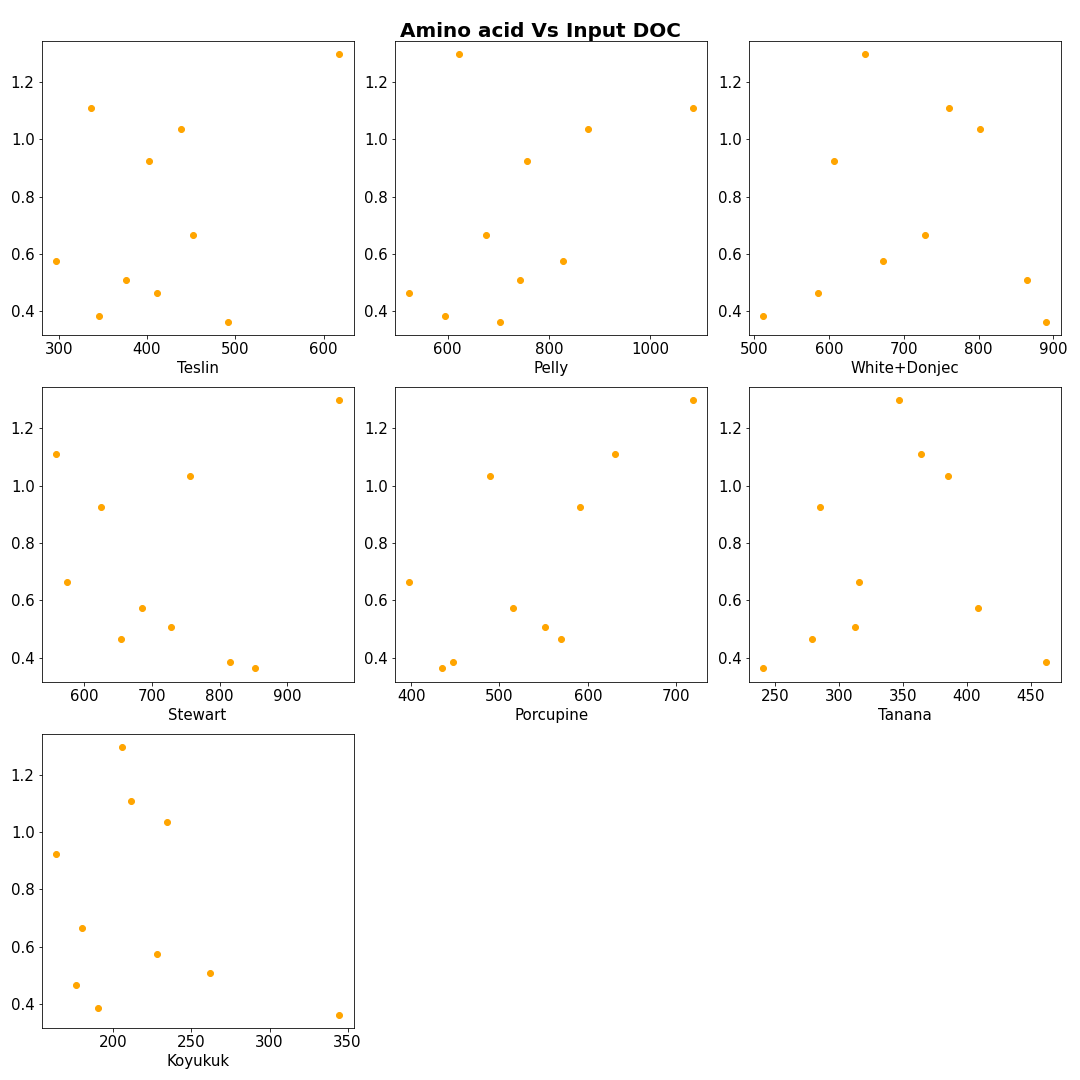 Amino acid Vs Input DOC
1.2
1.0
0.8
0.6
0.4
300 400 500 600
Teslin
1.2
1.0
0.8
0.6
0.4
600 800 1000
Pelly
1.2
1.0
0.8
0.6
0.4
500 600 700 800 900
White+Donjec
1.2
1.0
0.8
0.6
0.4
600 700 800 900
Stewart
1.2
1.0
0.8
0.6
0.4
400 500 600 700
Porcupine
1.2
1.0
0.8
0.6
0.4
250 300 350 400 450
Tanana
1.2
1.0
0.8
0.6
0.4
200 250 300 350
Koyukuk